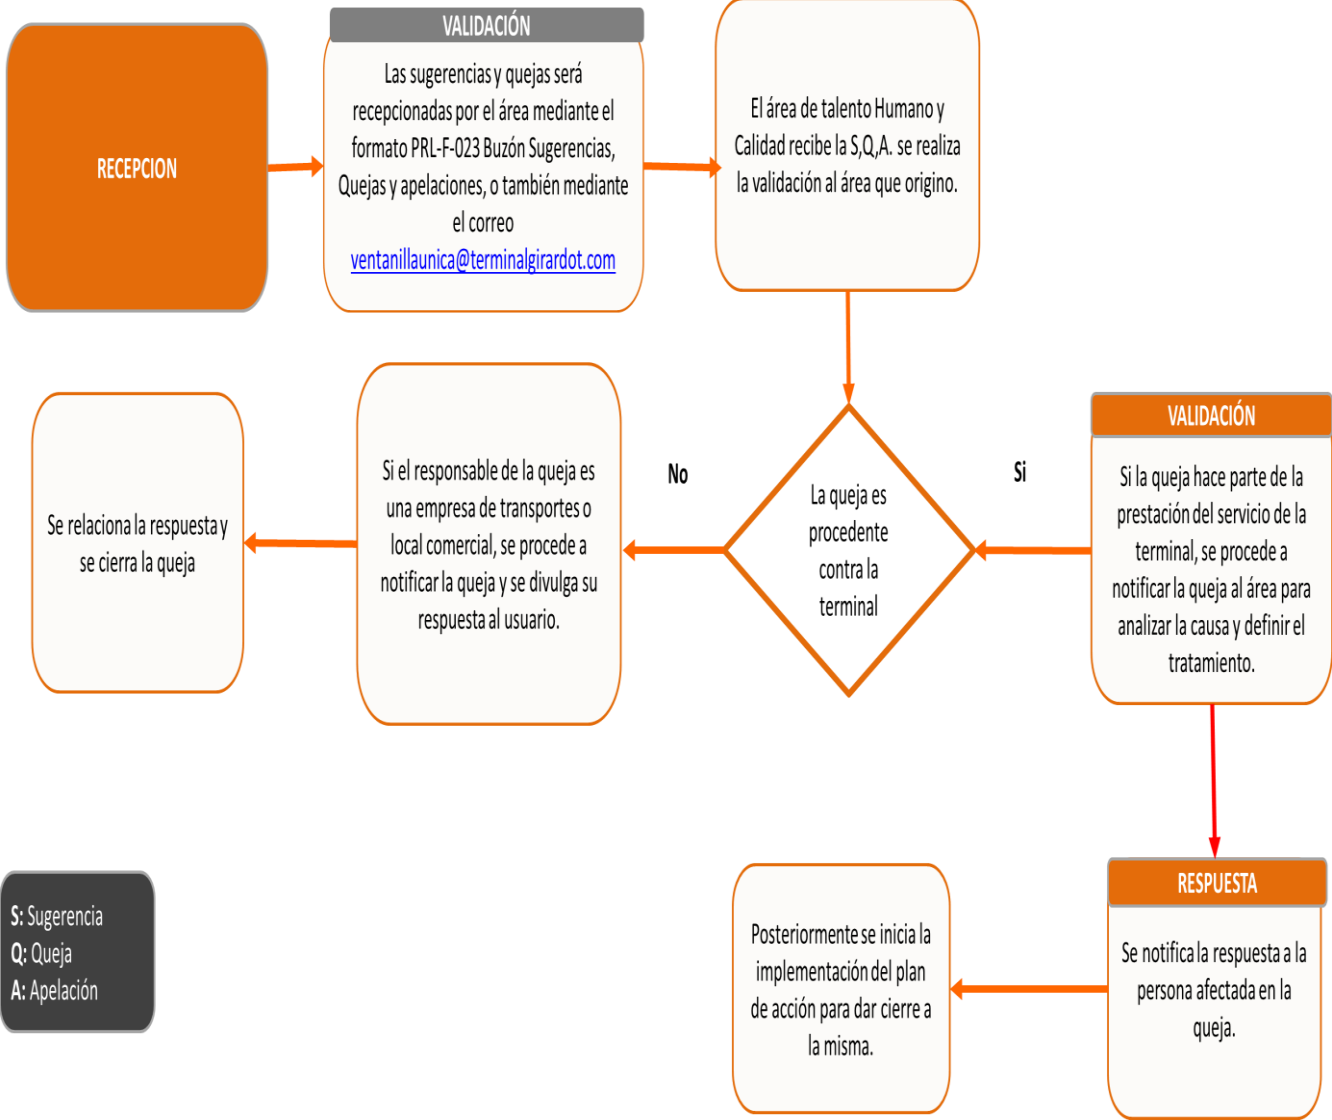 RECEPCION
VALIDACIÓN
Las sugerencias y quejas será
recepcionadas por el área mediante el
formato PRL-F-023 Buzón Sugerencias,
Quejas y apelaciones, o también mediante
el correo
ventanillaunica@terminalgirardot.com
El área de talento Humano y
Calidad recibe la S,Q,A. se realiza
la validación al área que origino.
Se relaciona la respuesta y
se cierra la queja
Si el responsable de la queja es
una empresa de transportes o
local comercial, se procede a
notificar la queja y se divulga su
respuesta al usuario.
No
La queja es
procedente
contra la
terminal
Si
VALIDACIÓN
Si la queja hace parte de la
prestación del servicio de la
terminal, se procede a
notificar la queja al área para
analizar la causa y definir el
tratamiento.
S: Sugerencia
Q: Queja
A: Apelación
Posteriormente se inicia la
implementación del plan
de acción para dar cierre a
la misma.
RESPUESTA
Se notifica la respuesta a la
persona afectada en la
queja.